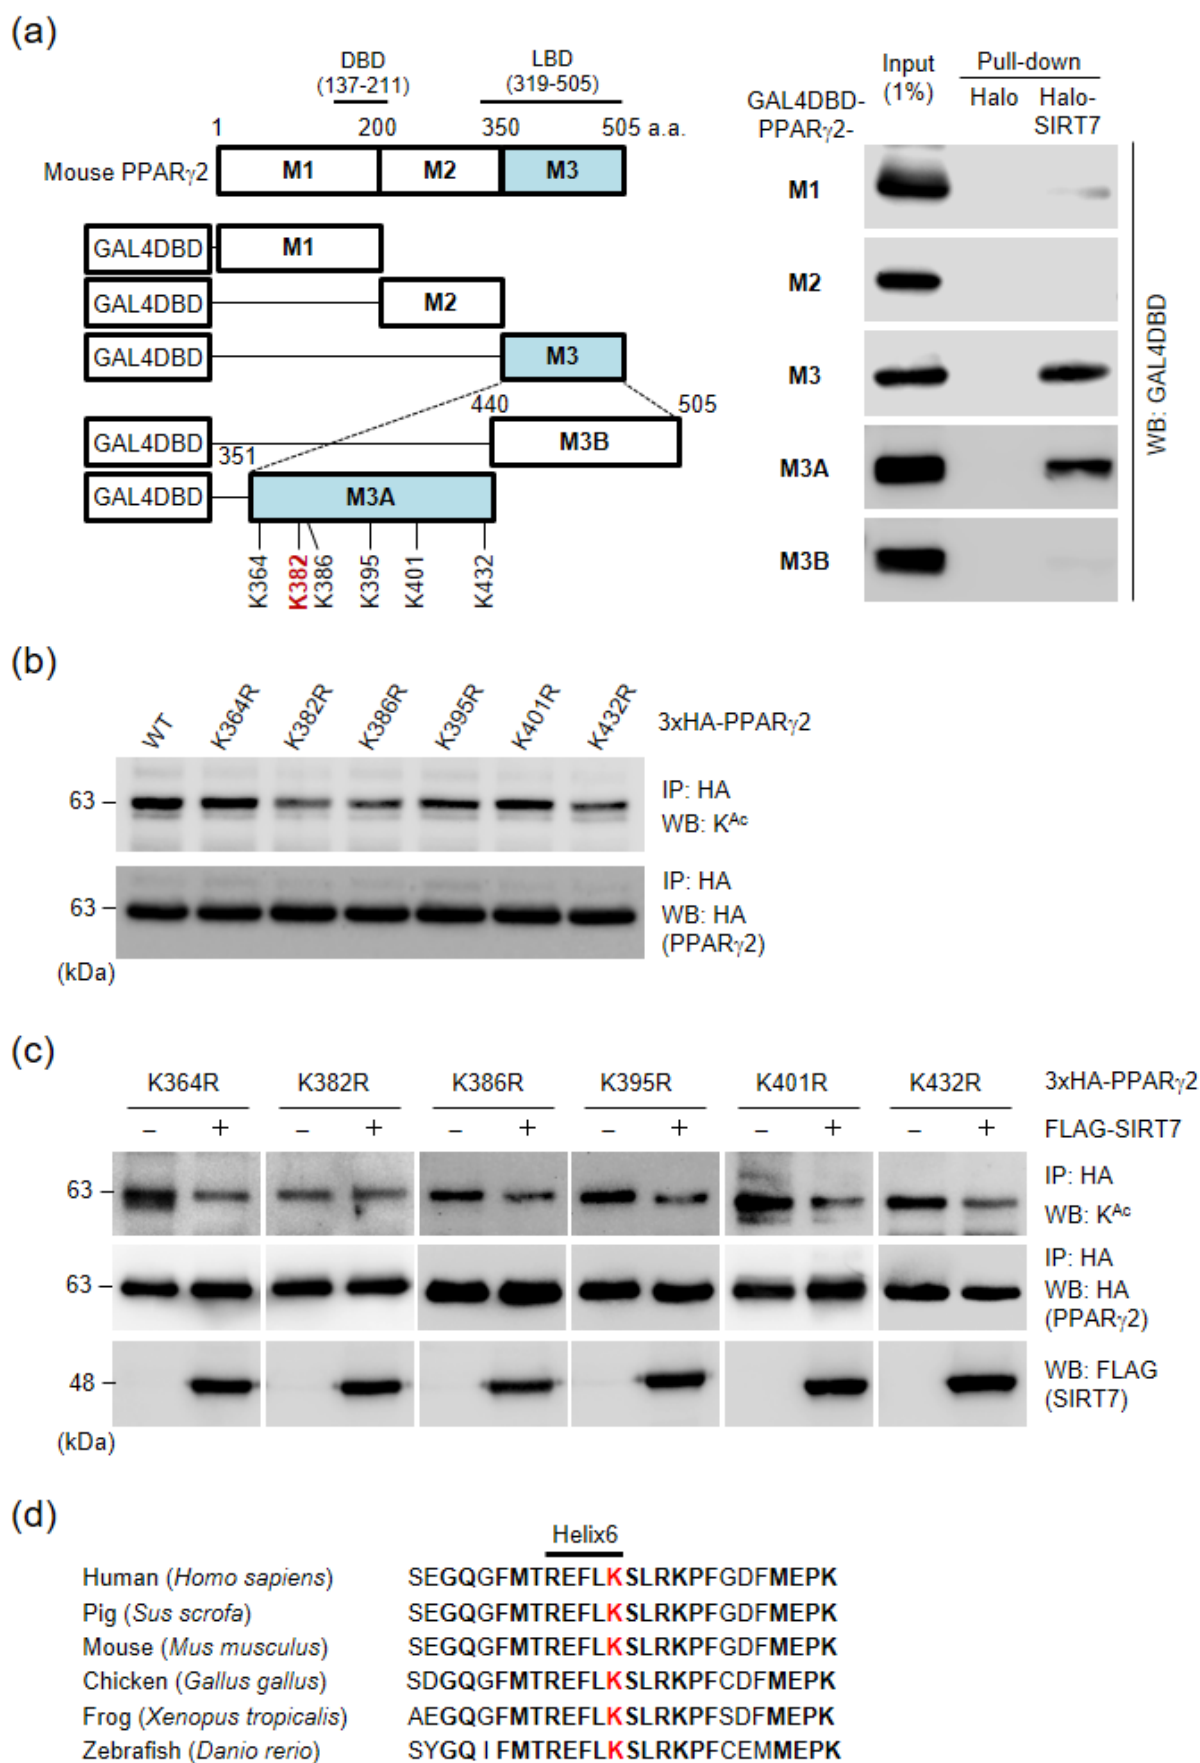 (a)
DBD
(137-211)
LBD
(319-505)
1 200 350 505 a.a.
Mouse PPARγ2 M1 M2 M3
GAL4DBD M1
GAL4DBD M2
GAL4DBD M3
440 505
GAL4DBD M3B
351
GAL4DBD M3A
K364 K382 K386 K395 K401 K432
Input
(1%)
Pull-down
Halo Halo-
SIRT7
GAL4DBD-
PPARγ2-
M1
M2
M3
M3A
M3B
WB: GAL4DBD
(b)
WT K364R K382R K386R K395R K401R K432R 3xHA-PPARγ2
63
IP: HA
WB: KAc
63
IP: HA
WB: HA
(PPARγ2)
(kDa)
(c)
K364R K382R K386R K395R K401R K432R 3xHA-PPARγ2
– + – + – + – + – + – + FLAG-SIRT7
63
IP: HA
WB: KAc
63
IP: HA
WB: HA
(PPARγ2)
48
WB: FLAG
(SIRT7)
(kDa)
(d)
Helix6
Human (Homo sapiens) SEGQGFMTREFLKSLRKPFGDFMEPK
Pig (Sus scrofa) SEGQGFMTREFLKSLRKPFGDFMEPK
Mouse (Mus musculus) SEGQGFMTREFLKSLRKPFGDFMEPK
Chicken (Gallus gallus) SDGQGFMTREFLKSLRKPFCDFMEPK
Frog (Xenopus tropicalis) AEGQGFMTREFLKSLRKPFSDFMEPK
Zebrafish (Danio rerio) SYGQIFMTREFLKSLRKPFCEMMEPK